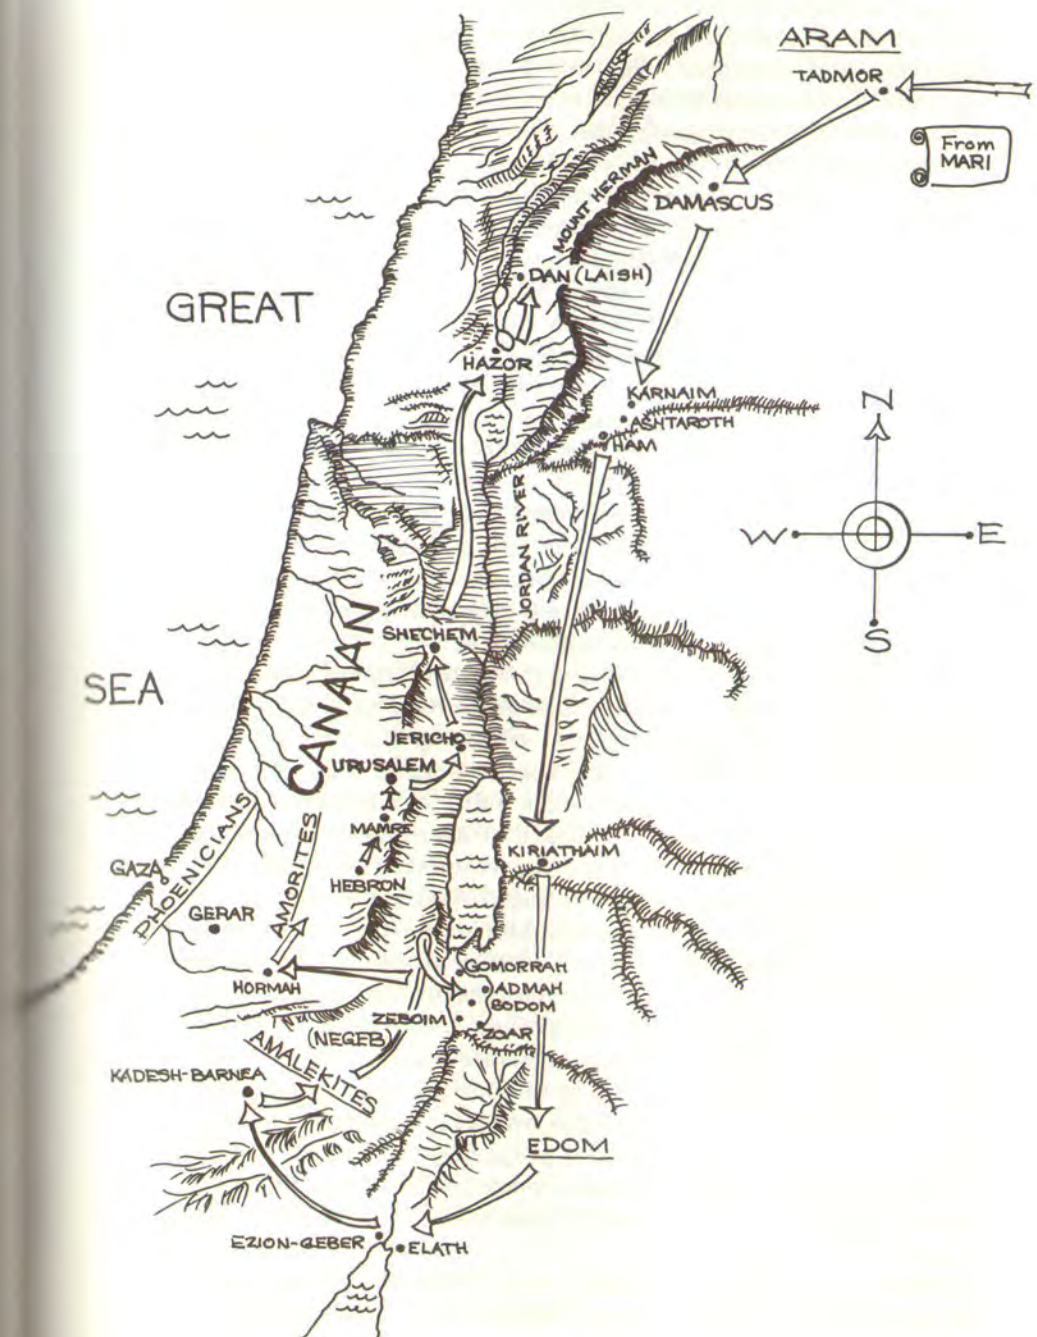 ARAM
TADMOR
From
MARI
MOUNT HERMAN
DAMASCUS
DAN (LAISH)
GREAT
HAZOR
KARNAIM
ASHTAROTH
HAM
N
W
E
S
JORDAN RIVER
CANAAN
SHECHEM
SEA
JERICHO
URUSALEM
MAMRE
KIRIATHAIM
HEBRON
GAZA
PHOENICIANS
AMORITES
GERAR
HORMAH
GOMORRAH
ADMAH
SODOM
ZEBOIM
ZOAR
(NEGEB)
AMALEKITES
KADESH-BARNEA
EDOM
EZION-GEBER
ELATH